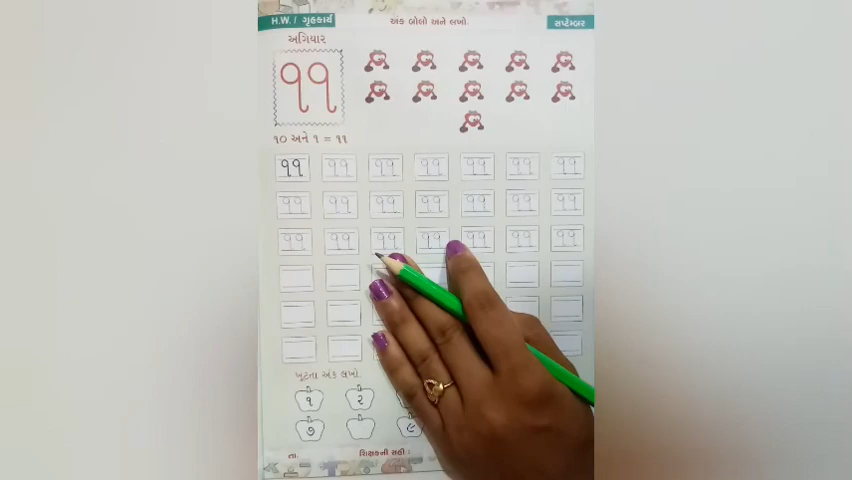 H.W. / ગૃહકાર્ય અંક બોલો અને લખો. સપ્ટેમ્બર
અગિયાર
૧૧
૧૦ અને ૧ = ૧૧
૧૧ ૧૧ ૧૧ ૧૧ ૧૧ ૧૧ ૧૧
૧૧ ૧૧ ૧૧ ૧૧ ૧૧ ૧૧ ૧૧
૧૧ ૧૧ ૧૧ ૧૧ ૧૧ ૧૧ ૧૧
ખૂટતા અંક લખો.
૧ ૨
૭ ૯
તા. શિક્ષકની સહી :